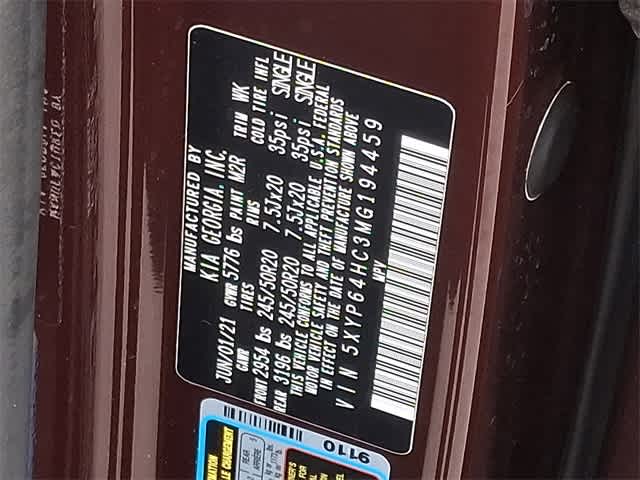 MANUFACTURED BY
KIA GEORGIA, INC.
JUN/01/21 GVWR 5776 lbs PAINT M2R TRIM WK
GAWR TIRES RIMS COLD TIRE INFL
FRONT 2954 lbs 245/50R20 7.5Jx20 35psi SINGLE
REAR 3196 lbs 245/50R20 7.5Jx20 35psi SINGLE
THIS VEHICLE CONFORMS TO ALL APPLICABLE U.S.A. FEDERAL
MOTOR VEHICLE SAFETY AND THEFT PREVENTION STANDARDS
IN EFFECT ON THE DATE OF MANUFACTURE SHOWN ABOVE
VIN 5XYP64HC3MG194459
MPV
9110
REAR